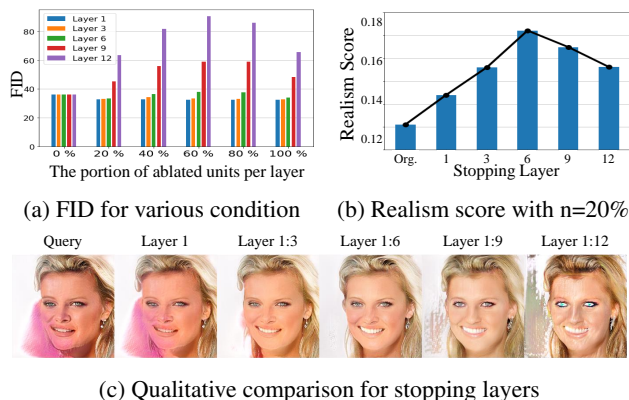 Layer 1
Layer 3
Layer 6
Layer 9
Layer 12
FID
80
60
40
20
0
0 % 20 % 40 % 60 % 80 % 100 %
The portion of ablated units per layer
(a) FID for various condition
Realism Score
0.18
0.16
0.14
0.12
Org. 1 3 6 9 12
Stopping Layer
(b) Realism score with n=20%
Query Layer 1 Layer 1:3 Layer 1:6 Layer 1:9 Layer 1:12
(c) Qualitative comparison for stopping layers